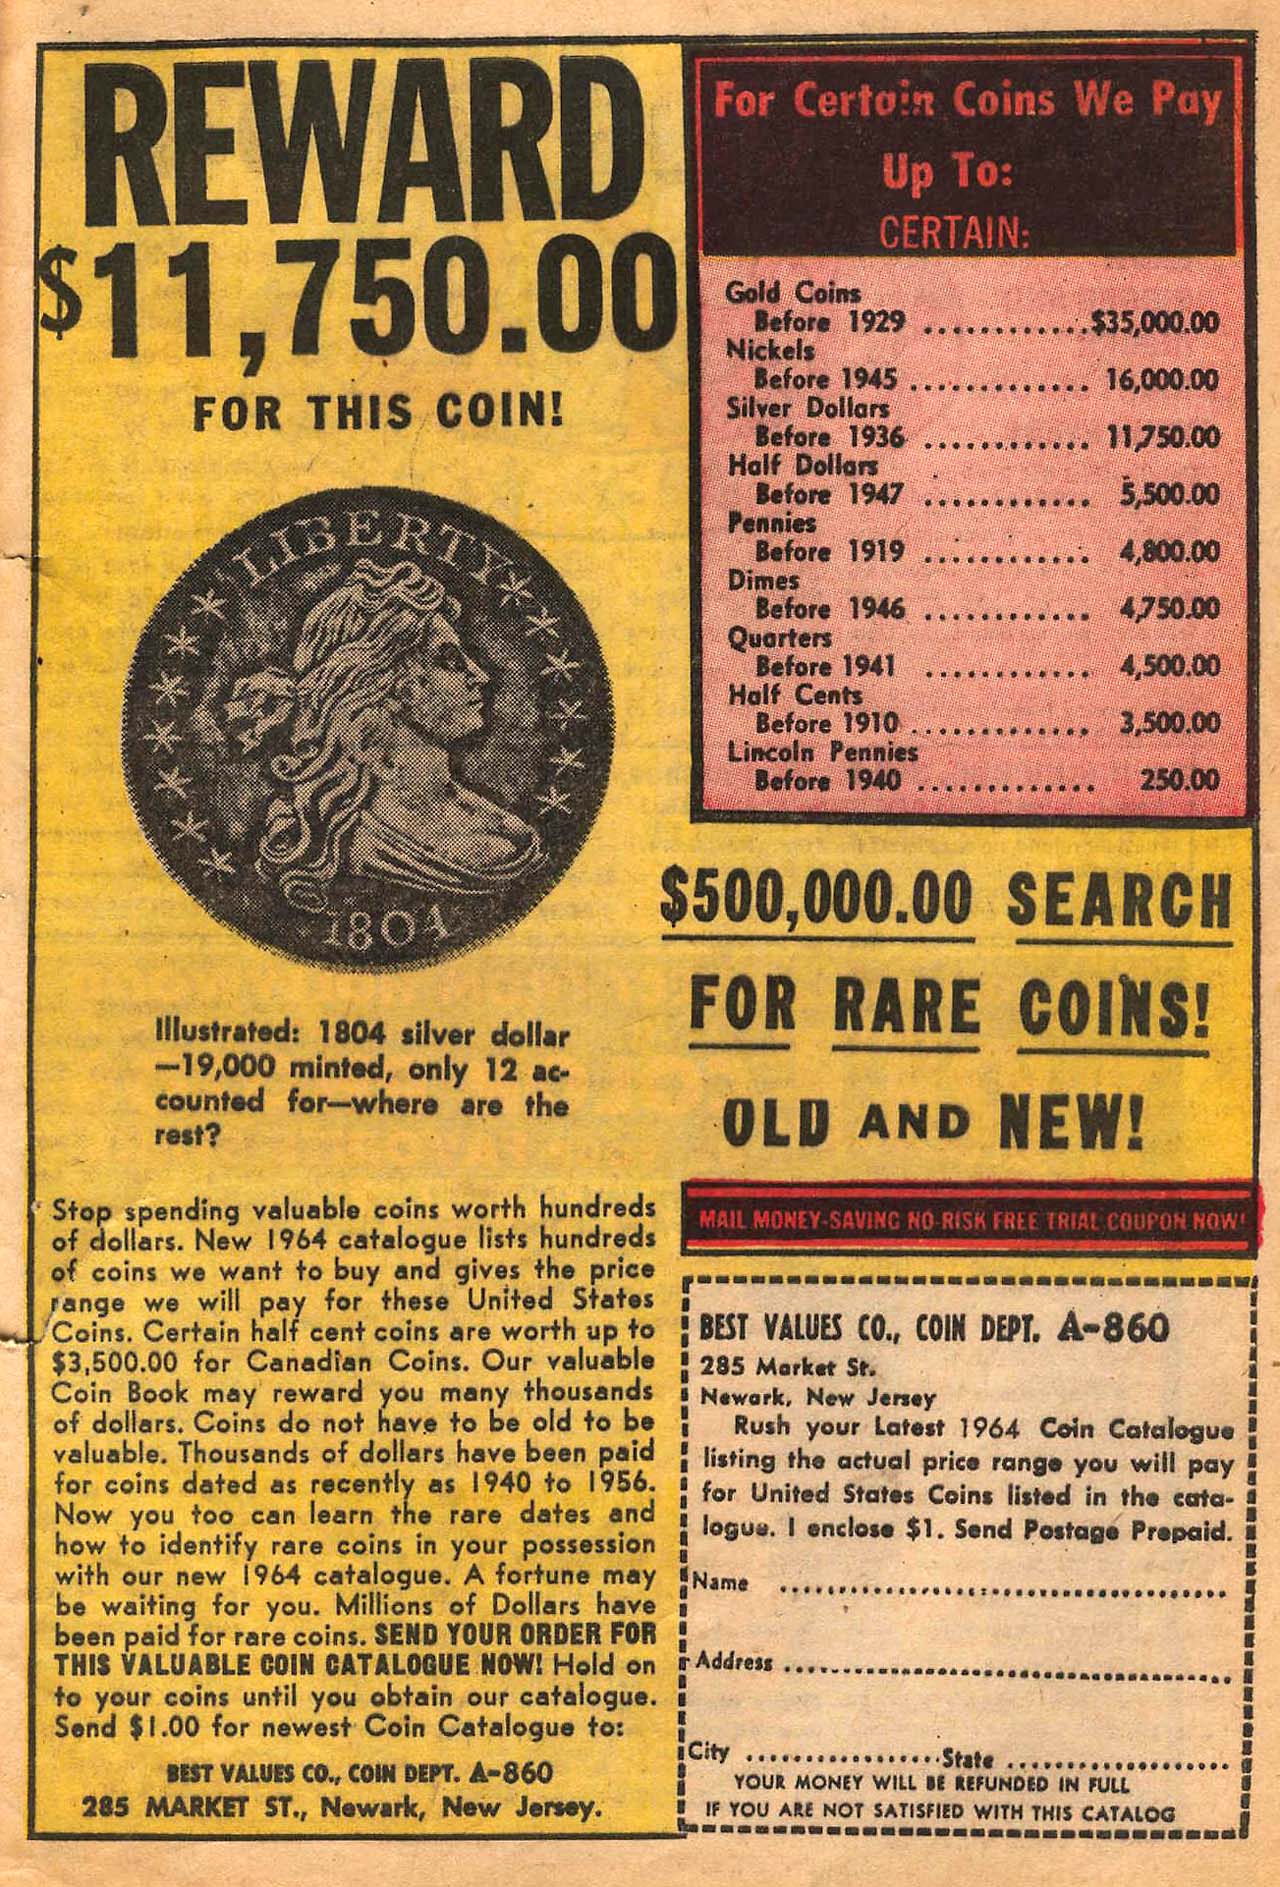 REWARD
$11,750.00
FOR THIS COIN!
LIBERTY
1804
Illustrated: 1804 silver dollar
—19,000 minted, only 12 ac-
counted for—where are the
rest?
Stop spending valuable coins worth hundreds
of dollars. New 1964 catalogue lists hundreds
of coins we want to buy and gives the price
range we will pay for these United States
Coins. Certain half cent coins are worth up to
$3,500.00 for Canadian Coins. Our valuable
Coin Book may reward you many thousands
of dollars. Coins do not have to be old to be
valuable. Thousands of dollars have been paid
for coins dated as recently as 1940 to 1956.
Now you too can learn the rare dates and
how to identify rare coins in your possession
with our new 1964 catalogue. A fortune may
be waiting for you. Millions of Dollars have
been paid for rare coins. SEND YOUR ORDER FOR
THIS VALUABLE COIN CATALOGUE NOW! Hold on
to your coins until you obtain our catalogue.
Send $1.00 for newest Coin Catalogue to:
BEST VALUES CO., COIN DEPT. A-860
285 MARKET ST., Newark, New Jersey.
For Certain Coins We Pay
Up To:
CERTAIN:
Gold Coins
Before 1929 ............$35,000.00
Nickels
Before 1945 ............. 16,000.00
Silver Dollars
Before 1936 ............ 11,750.00
Half Dollars
Before 1947 ............ 5,500.00
Pennies
Before 1919 ............ 4,800.00
Dimes
Before 1946 ............ 4,750.00
Quarters
Before 1941 ............ 4,500.00
Half Cents
Before 1910 ............. 3,500.00
Lincoln Pennies
Before 1940 ............. 250.00
$500,000.00 SEARCH
FOR RARE COINS!
OLD AND NEW!
MAIL MONEY-SAVING NO-RISK FREE TRIAL COUPON NOW!
BEST VALUES CO., COIN DEPT. A-860
285 Market St.
Newark, New Jersey
Rush your Latest 1964 Coin Catalogue
listing the actual price range you will pay
for United States Coins listed in the cata-
logue. I enclose $1. Send Postage Prepaid.
Name ............................................
Address ............................................
City .................State ......................
YOUR MONEY WILL BE REFUNDED IN FULL
IF YOU ARE NOT SATISFIED WITH THIS CATALOG